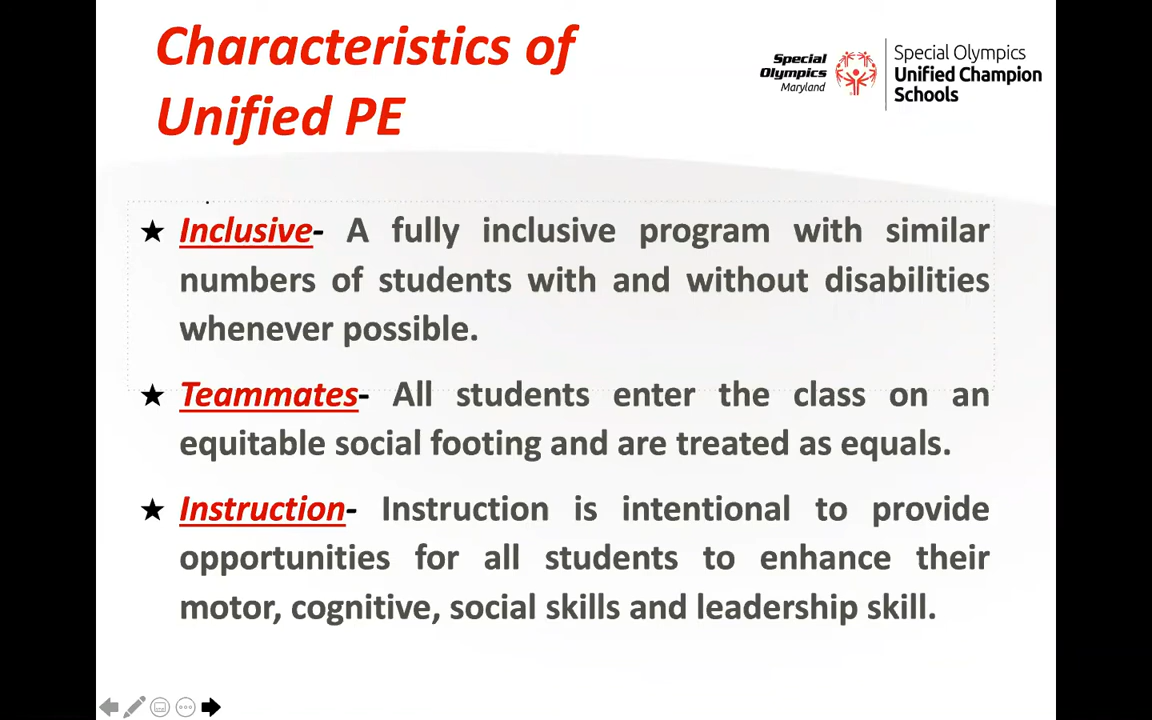 Characteristics of
Unified PE
Special
Olympics
Maryland
Special Olympics
Unified Champion
Schools
★ Inclusive- A fully inclusive program with similar
numbers of students with and without disabilities
whenever possible.
★ Teammates- All students enter the class on an
equitable social footing and are treated as equals.
★ Instruction- Instruction is intentional to provide
opportunities for all students to enhance their
motor, cognitive, social skills and leadership skill.